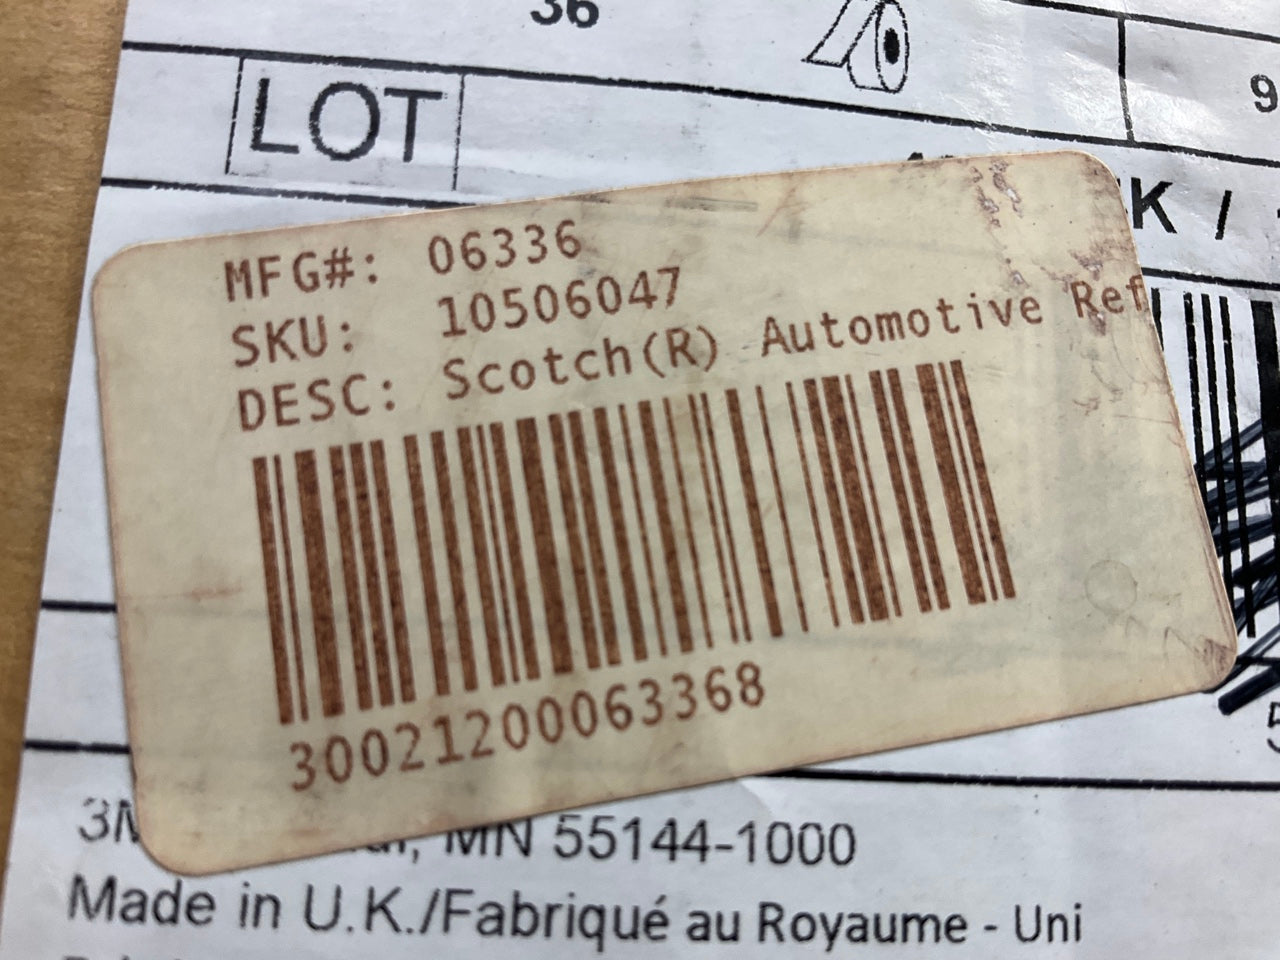 36
9
LOT
K /
MFG#: 06336
SKU: 10506047
DESC: Scotch(R) Automotive Ref
30021200063368
3M
, MN 55144-1000
Made in U.K./Fabriqué au Royaume - Uni